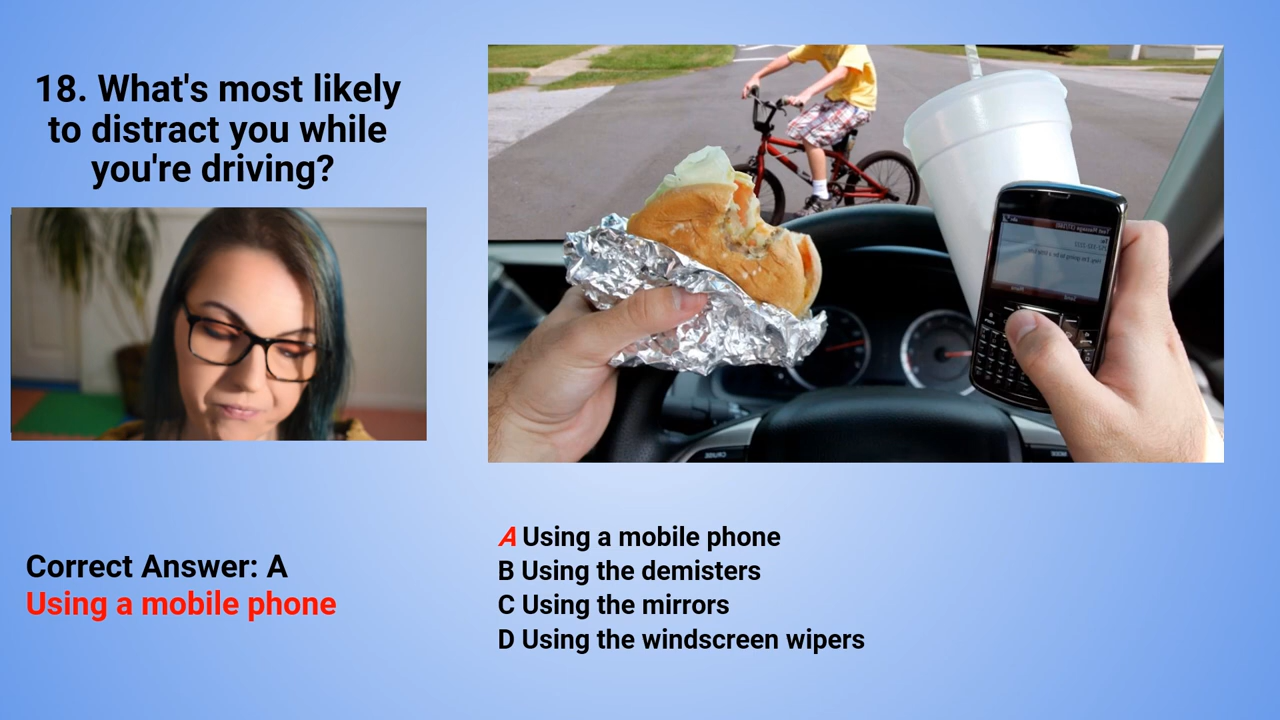 18. What's most likely
to distract you while
you're driving?
Correct Answer: A
Using a mobile phone
A Using a mobile phone
B Using the demisters
C Using the mirrors
D Using the windscreen wipers